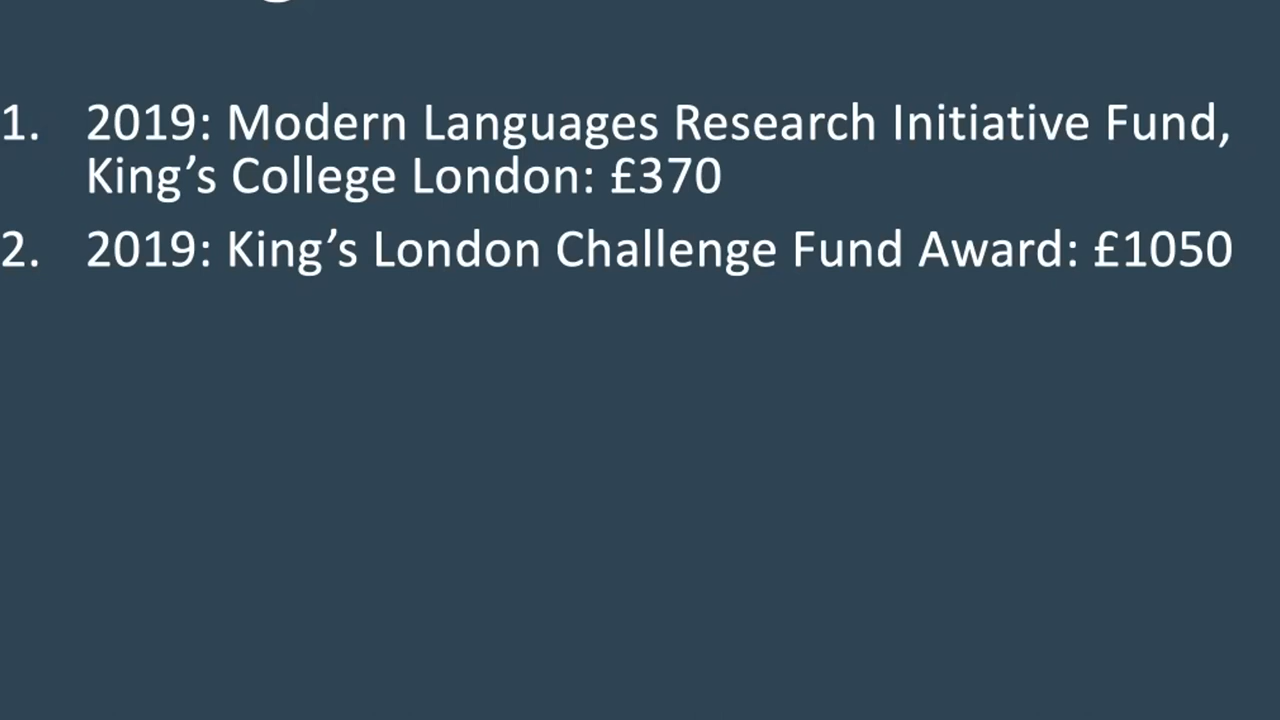 1. 2019: Modern Languages Research Initiative Fund,
King’s College London: £370
2. 2019: King’s London Challenge Fund Award: £1050